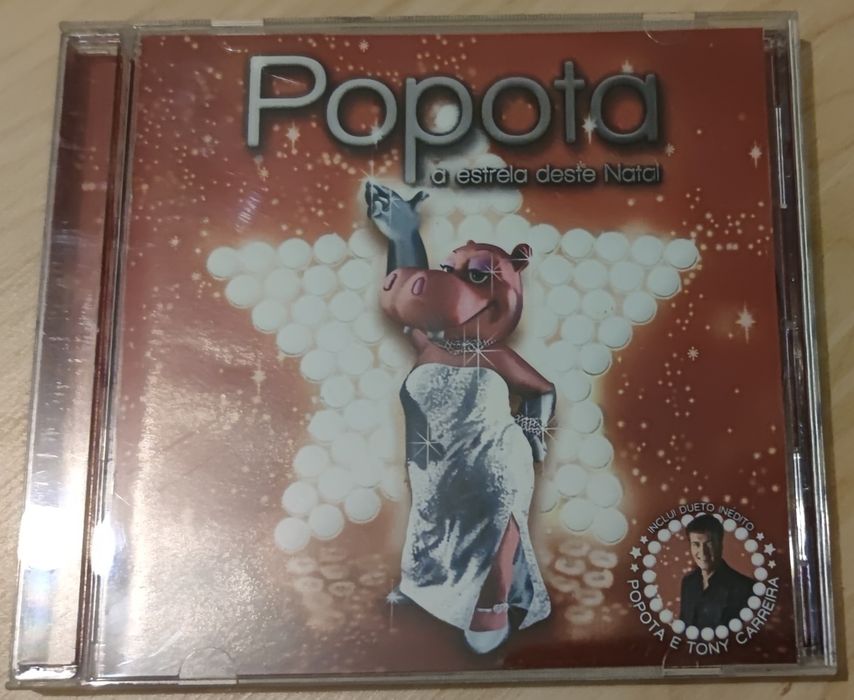 Popota
a estrela deste Natal
INCLUI DUETO INÉDITO
POPOTA E TONY CARREIRA